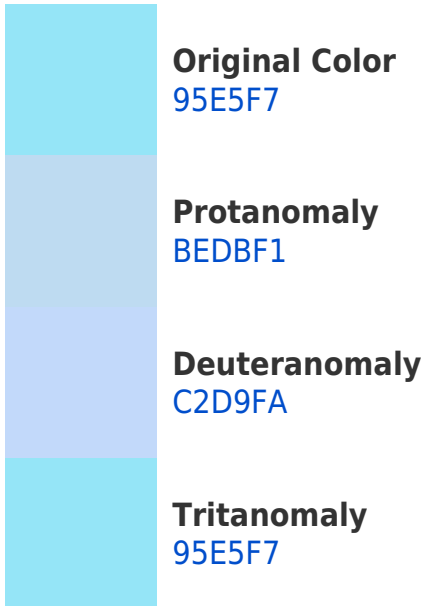 Original Color
95E5F7
Protanomaly
BEDBF1
Deuteranomaly
C2D9FA
Tritanomaly
95E5F7